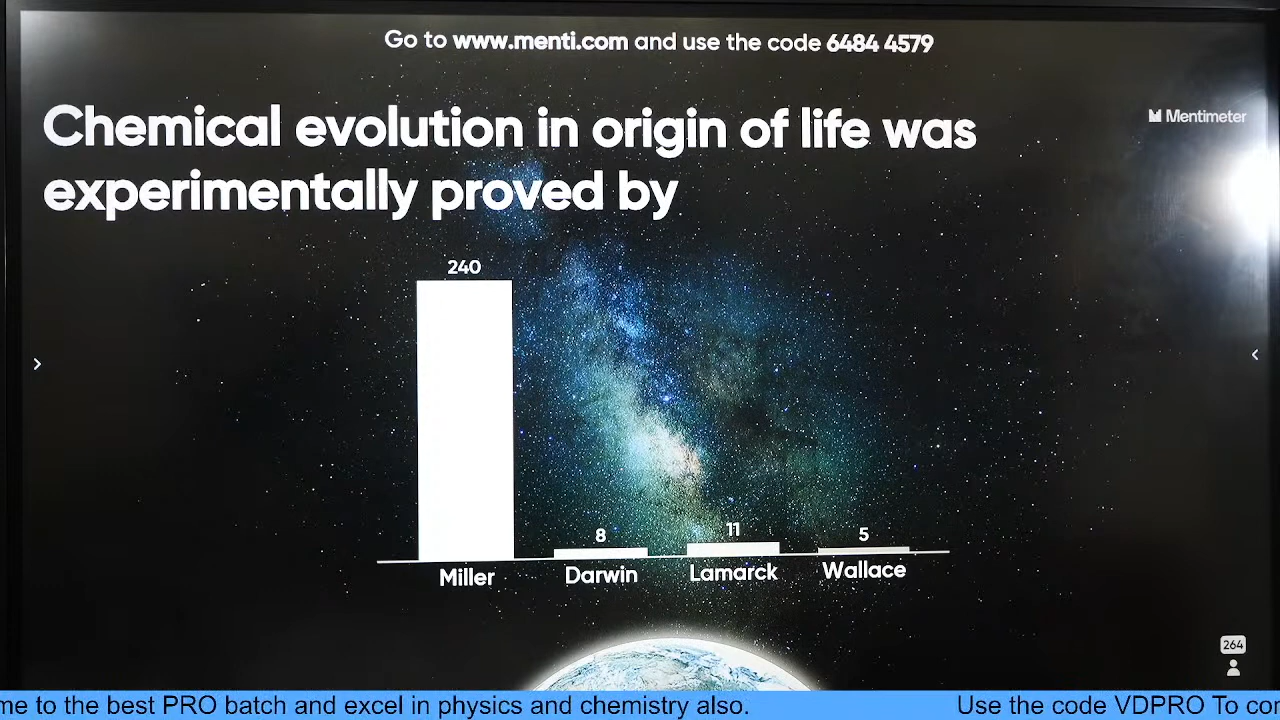 Go to www.menti.com and use the code 6484 4579
Mentimeter
Chemical evolution in origin of life was
experimentally proved by
240
8
11
5
Miller
Darwin
Lamarck
Wallace
264
me to the best PRO batch and excel in physics and chemistry also.
Use the code VDPRO To con